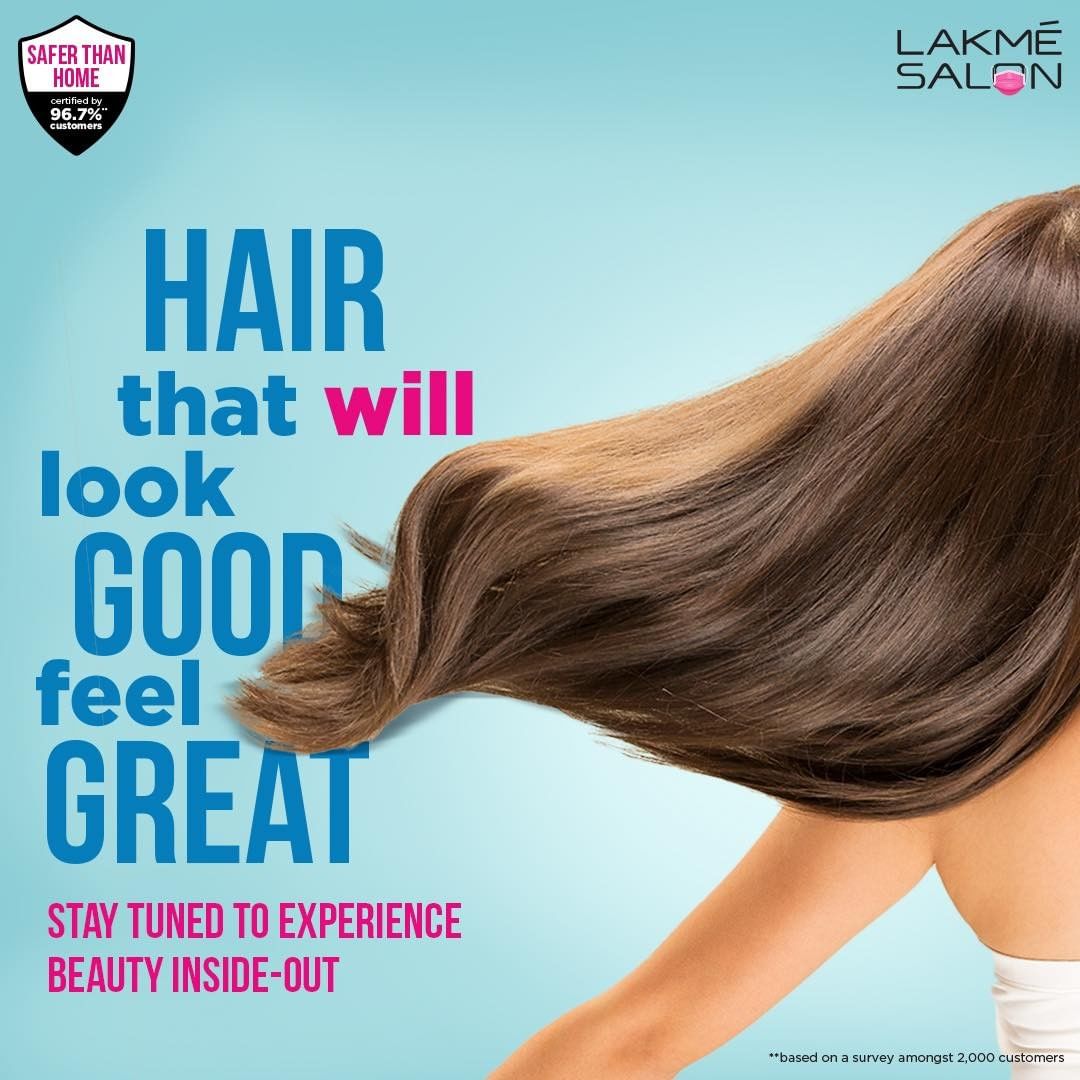 SAFER THAN
HOME
certified by
96.7%**
customers
LAKMÉ
SALON
HAIR
that will
look
GOOD
feel
GREAT
STAY TUNED TO EXPERIENCE
BEAUTY INSIDE-OUT
**based on a survey amongst 2,000 customers